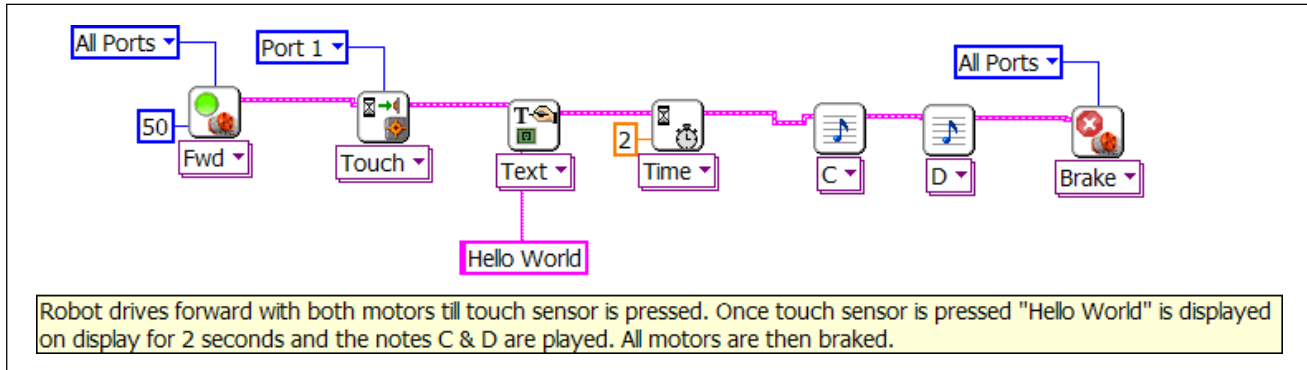 All Ports
Port 1
All Ports
50
2
Fwd
Touch
Text
Time
C
D
Brake
Hello World
Robot drives forward with both motors till touch sensor is pressed. Once touch sensor is pressed "Hello World" is displayed
on display for 2 seconds and the notes C & D are played. All motors are then braked.